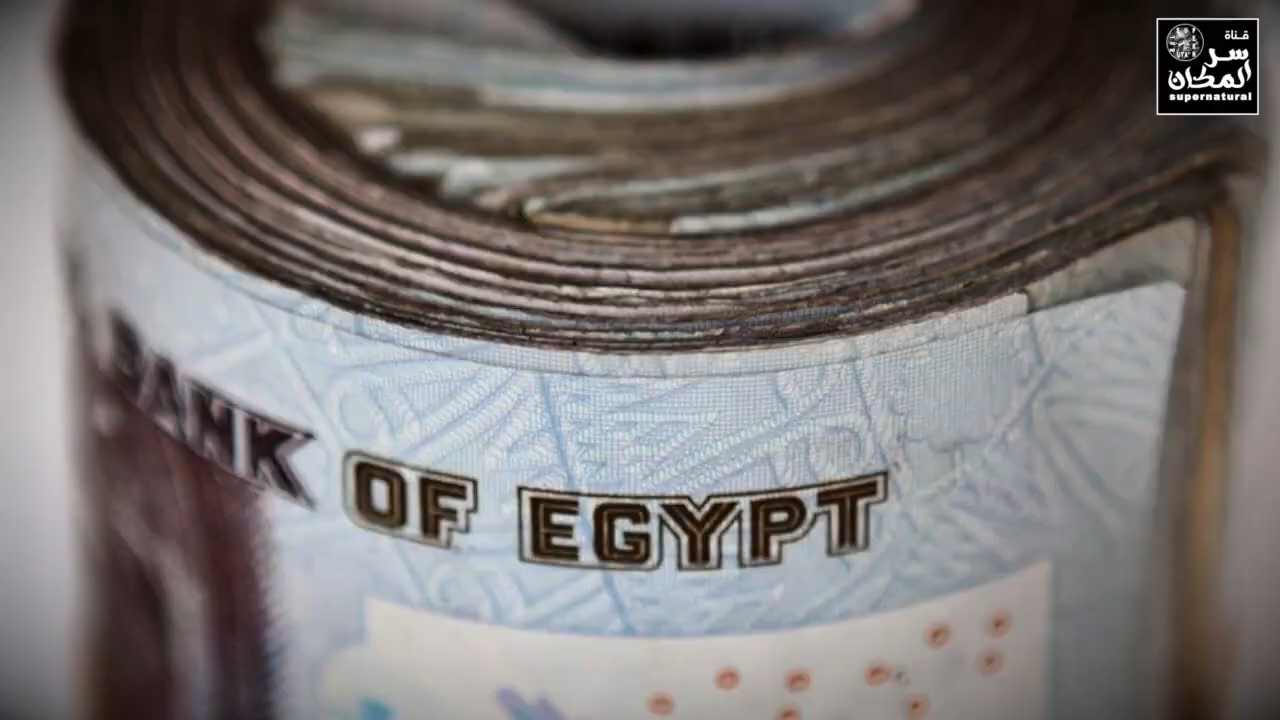 قناة
سر
المكان
supernatural
BANK OF EGYPT